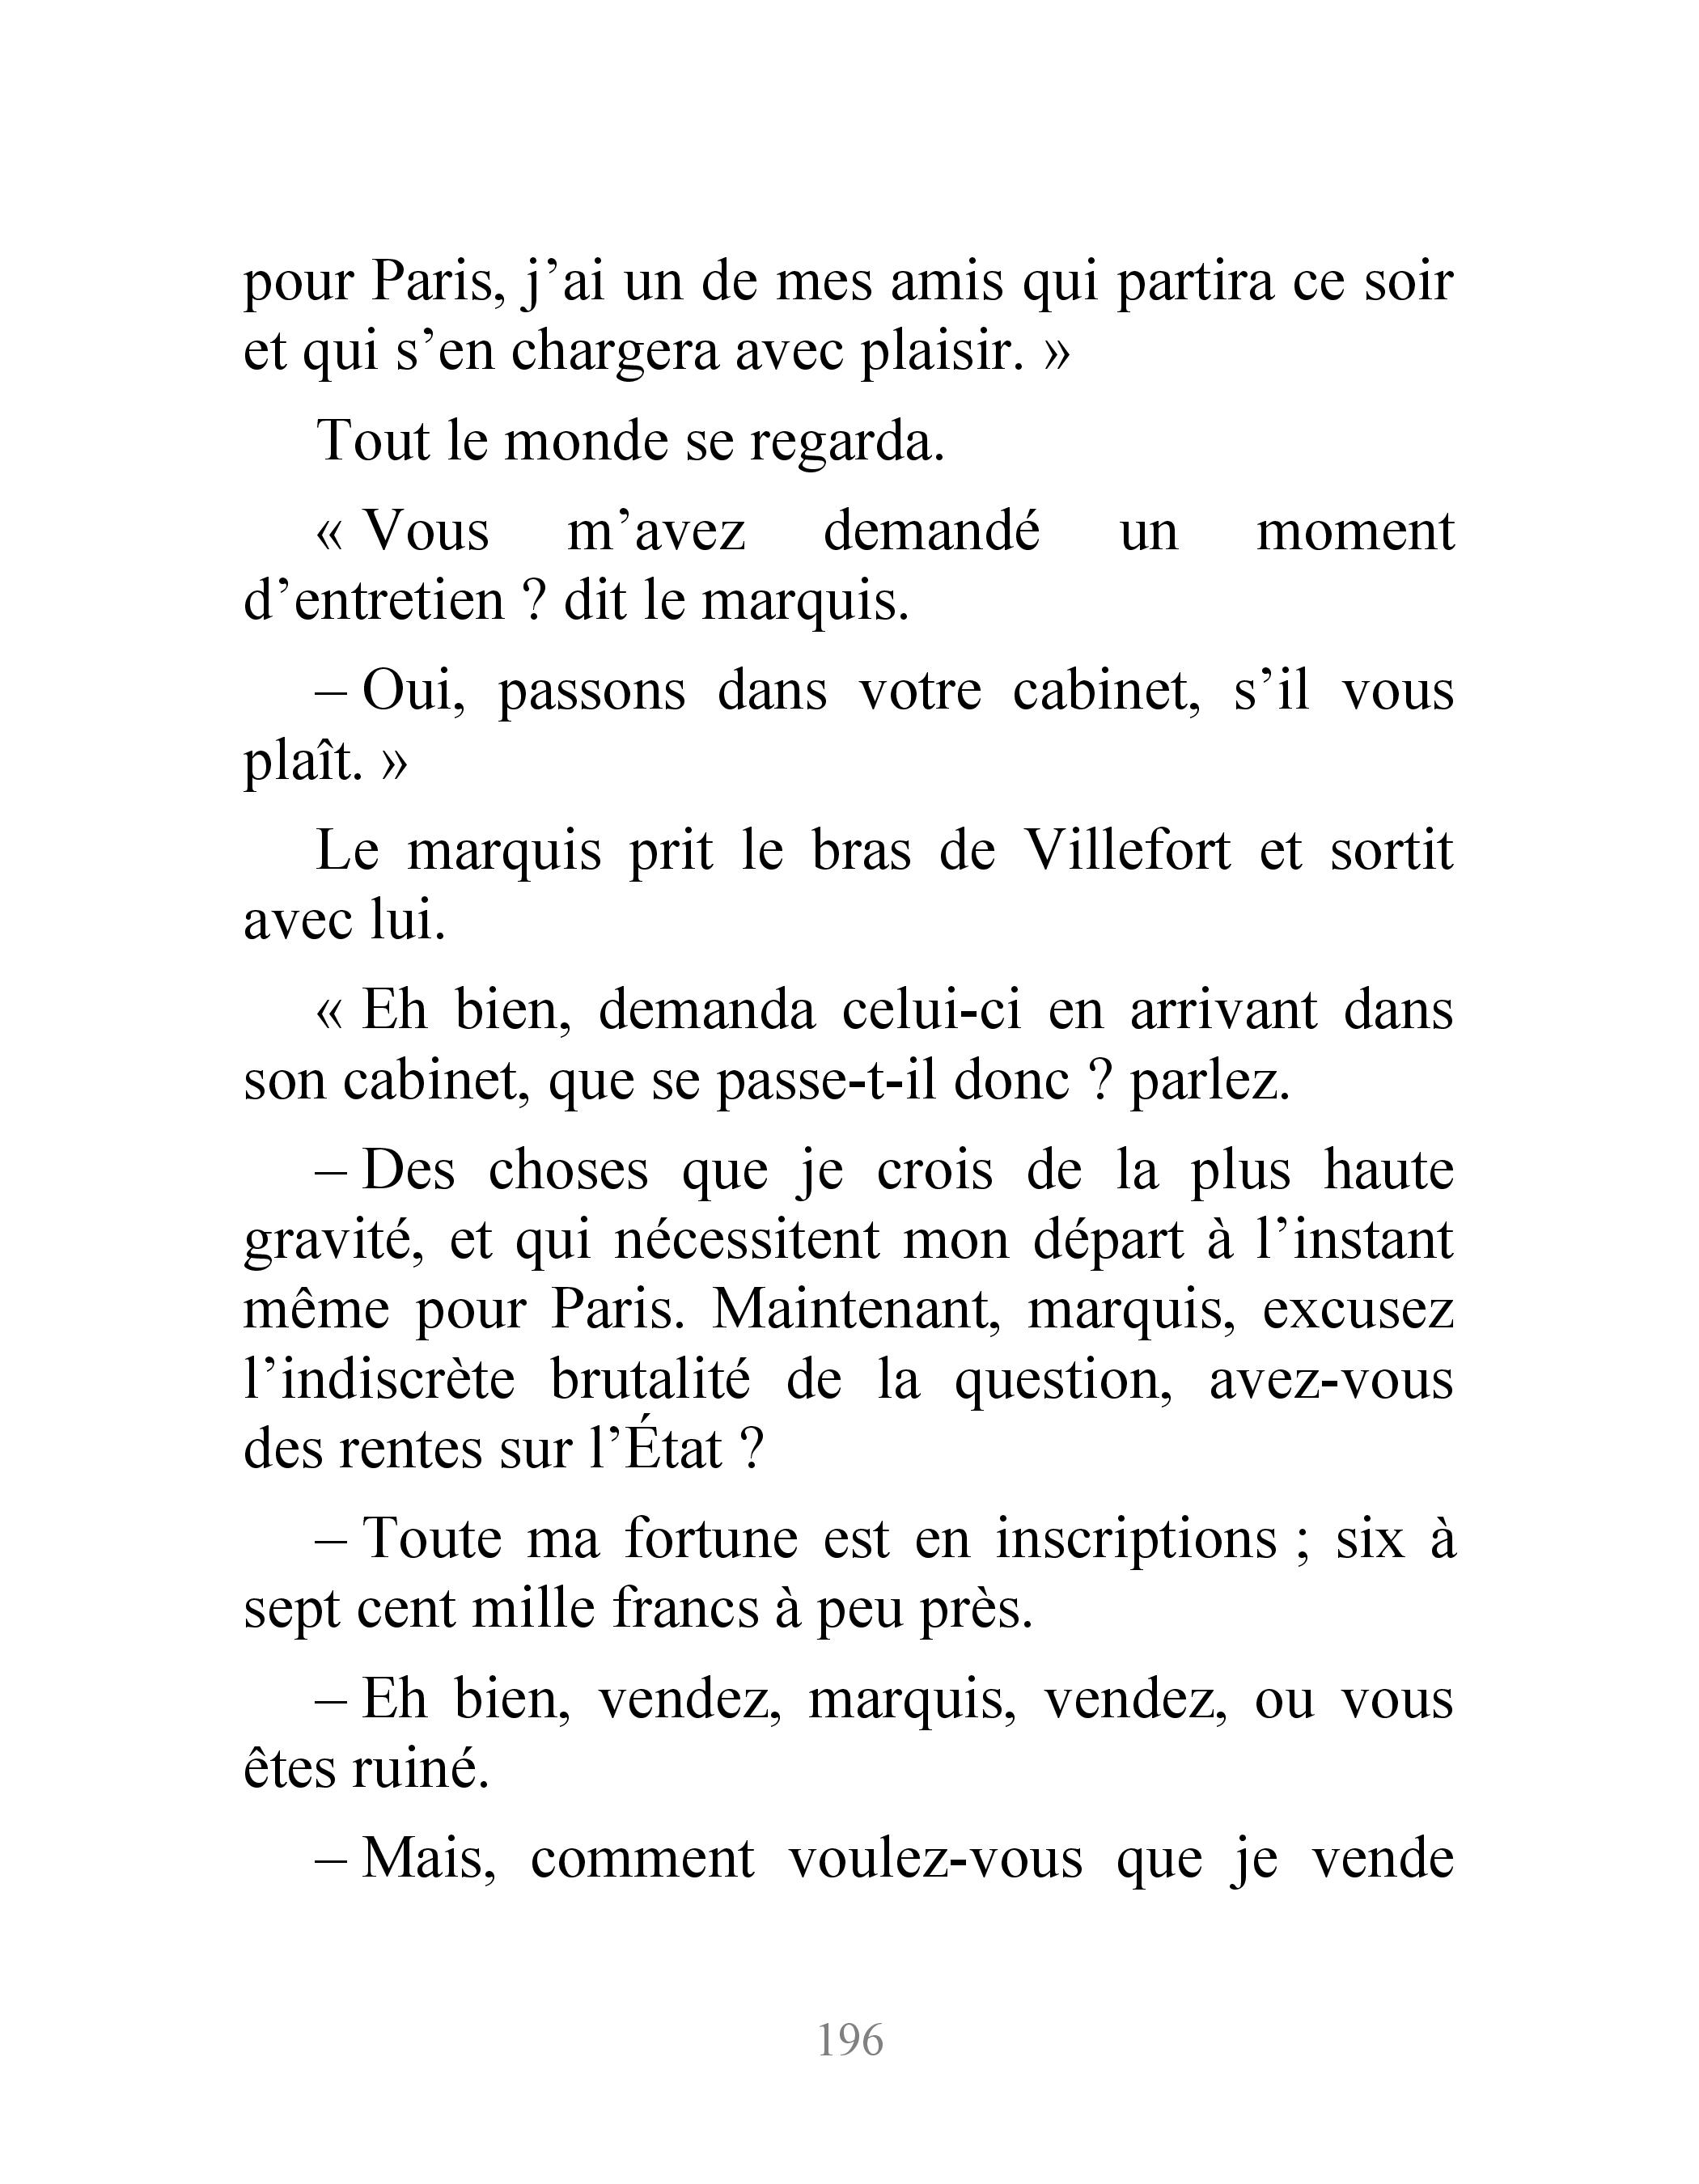 pour Paris, j’ai un de mes amis qui partira ce soir
et qui s’en chargera avec plaisir. »
Tout le monde se regarda.
« Vous m’avez demandé un moment
d’entretien ? dit le marquis.
– Oui, passons dans votre cabinet, s’il vous
plaît. »
Le marquis prit le bras de Villefort et sortit
avec lui.
« Eh bien, demanda celui-ci en arrivant dans
son cabinet, que se passe-t-il donc ? parlez.
– Des choses que je crois de la plus haute
gravité, et qui nécessitent mon départ à l’instant
même pour Paris. Maintenant, marquis, excusez
l’indiscrète brutalité de la question, avez-vous
des rentes sur l’État ?
– Toute ma fortune est en inscriptions ; six à
sept cent mille francs à peu près.
– Eh bien, vendez, marquis, vendez, ou vous
êtes ruiné.
– Mais, comment voulez-vous que je vende
196